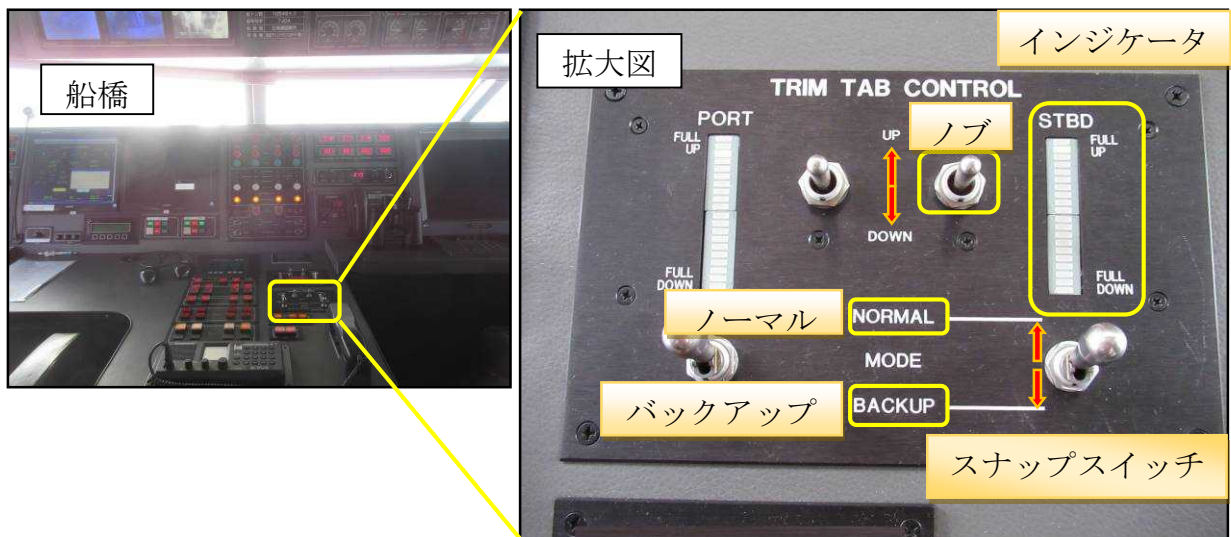 船橋
拡大図
インジケータ
TRIM TAB CONTROL
PORT
STBD
FULL
UP
UP
ノブ
FULL
UP
DOWN
FULL
DOWN
FULL
DOWN
ノーマル
NORMAL
MODE
バックアップ
BACKUP
スナップスイッチ